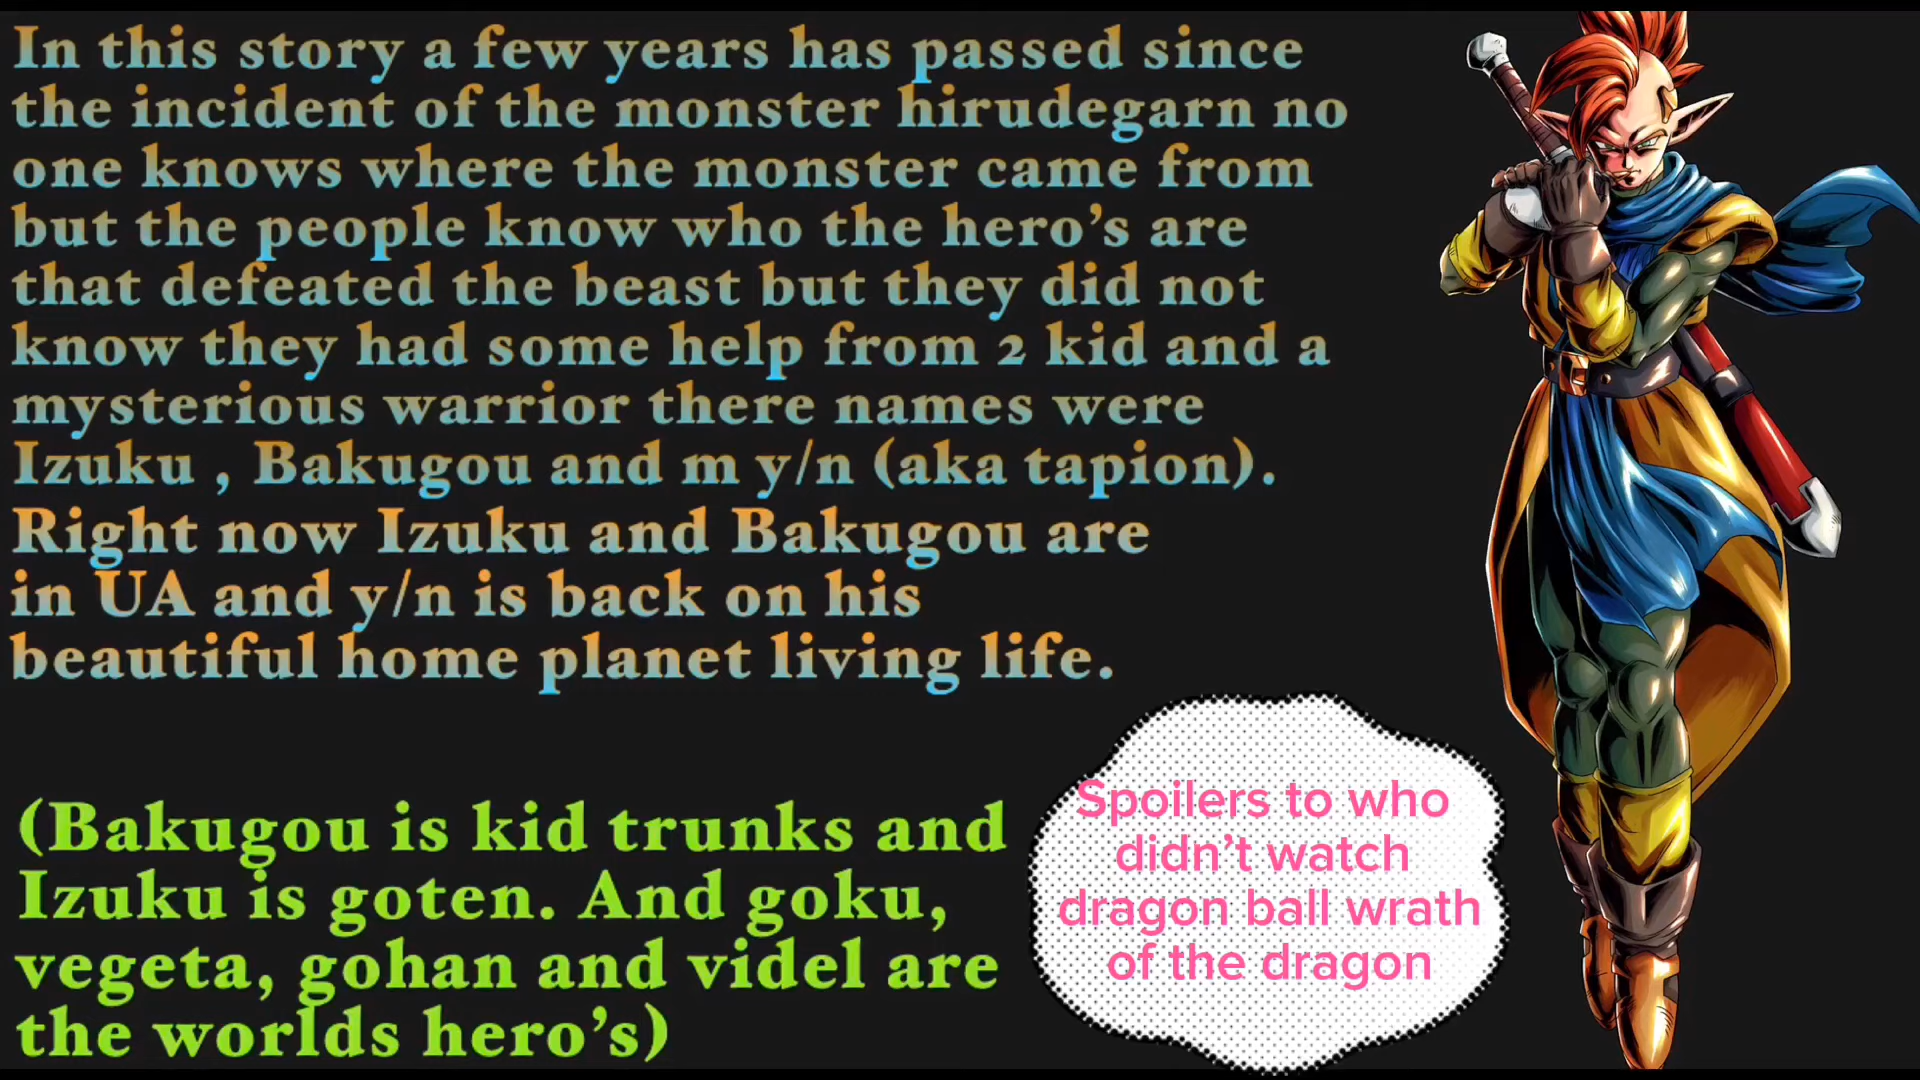 In this story a few years has passed since
the incident of the monster hirudegarn no
one knows where the monster came from
but the people know who the hero's are
that defeated the beast but they did not
know they had some help from 2 kid and a
mysterious warrior there names were
Izuku , Bakugou and m y/n (aka tapion).
Right now Izuku and Bakugou are
in UA and y/n is back on his
beautiful home planet living life.
(Bakugou is kid trunks and
Izuku is goten. And goku,
vegeta, gohan and videl are
the worlds hero's)
Spoilers to who
didn't watch
dragon ball wrath
of the dragon